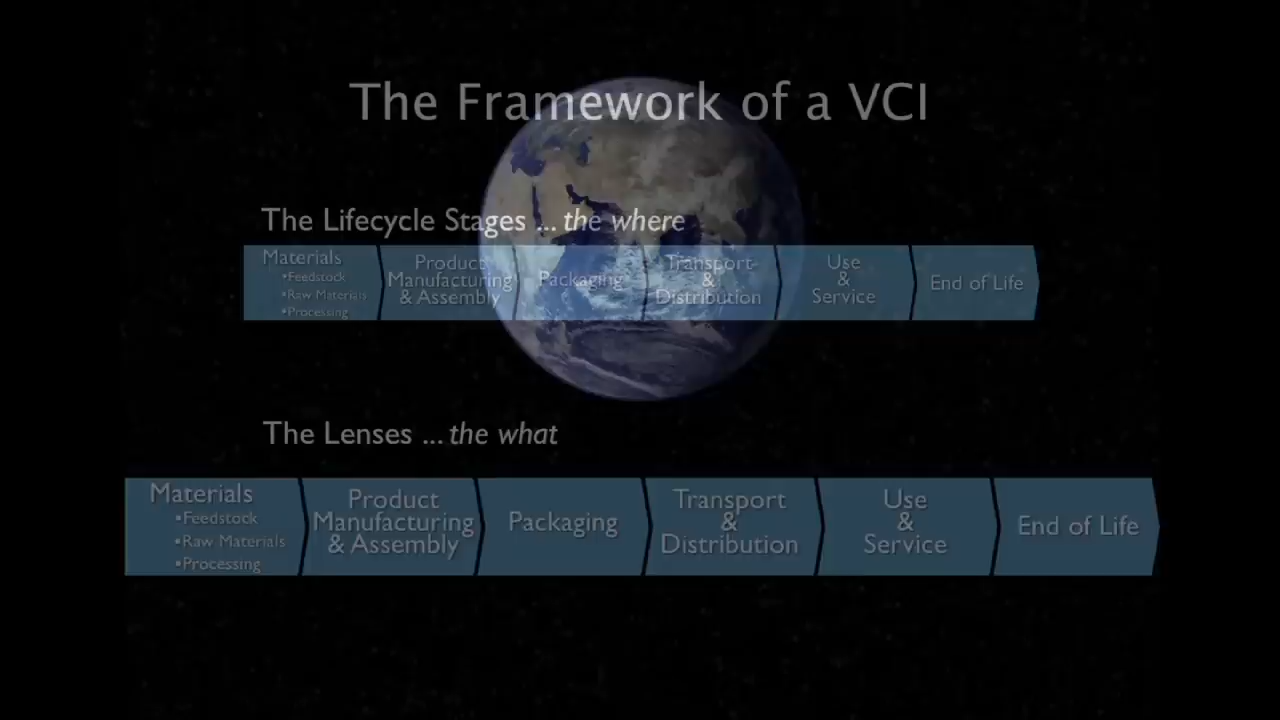 The Framework of a VCI
The Lifecycle Stages ... the where
Materials
•Feedstock
•Raw Materials
•Processing
Product
Manufacturing
& Assembly
Packaging
Transport
&
Distribution
Use
&
Service
End of Life
The Lenses ... the what
Materials
•Feedstock
•Raw Materials
•Processing
Product
Manufacturing
& Assembly
Packaging
Transport
&
Distribution
Use
&
Service
End of Life